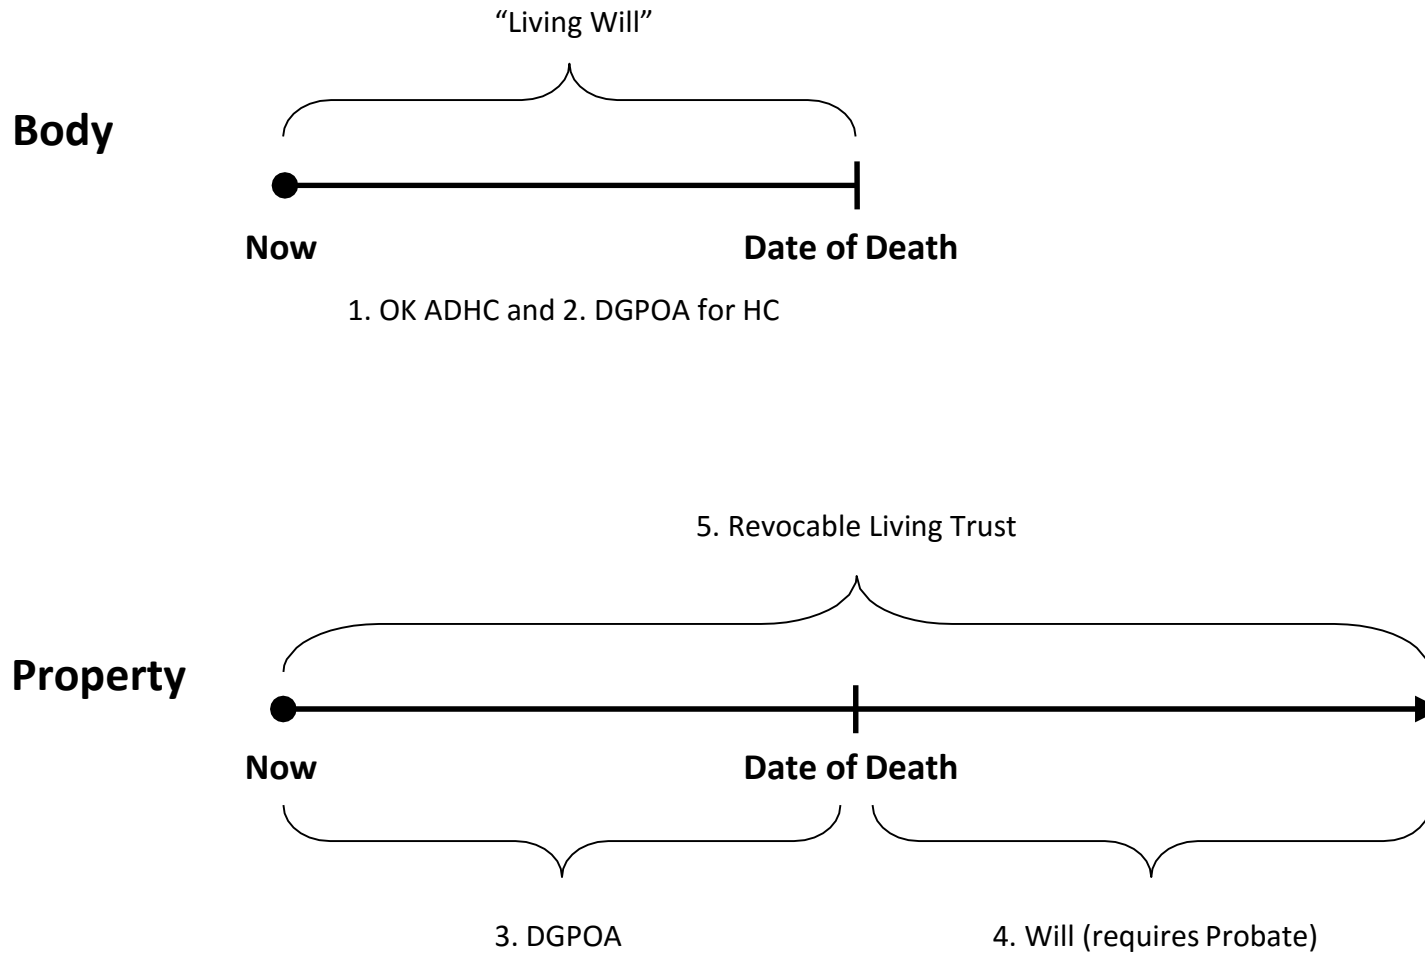 “Living Will”
Body
Now
Date of Death
1. OK ADHC and 2. DGPOA for HC
5. Revocable Living Trust
Property
Now
Date of Death
3. DGPOA
4. Will (requires Probate)